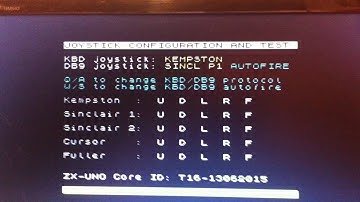 JOYSTICK CONFIGURATION AND TEST
KBD joystick: KEMPSTON
DB9 joystick: SINCL P1 AUTOFIRE
Q/A to change KBD/DB9 protocol
W/S to change KBD/DB9 autofire
Kempston : U D L R F
Sinclair 1: U D L R F
Sinclair 2: U D L R F
Cursor : U D L R F
Fuller : U D L R F
ZX-UNO Core ID: T16-13062015